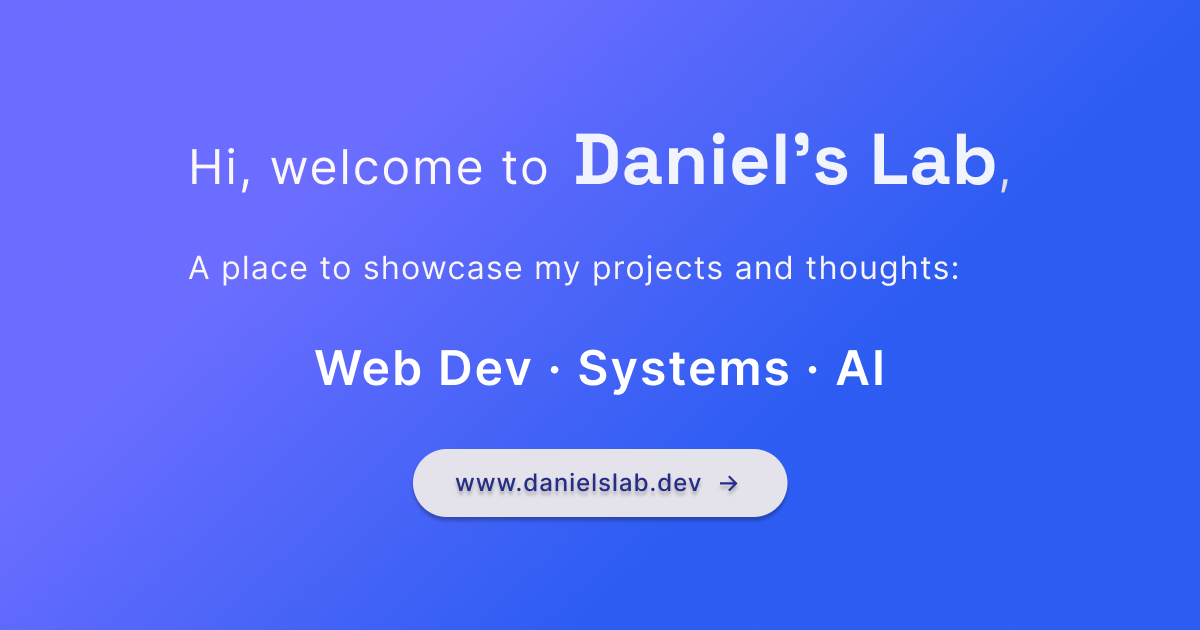 Hi, welcome to Daniel’s Lab,
A place to showcase my projects and thoughts:
Web Dev · Systems · AI
www.danielslab.dev →